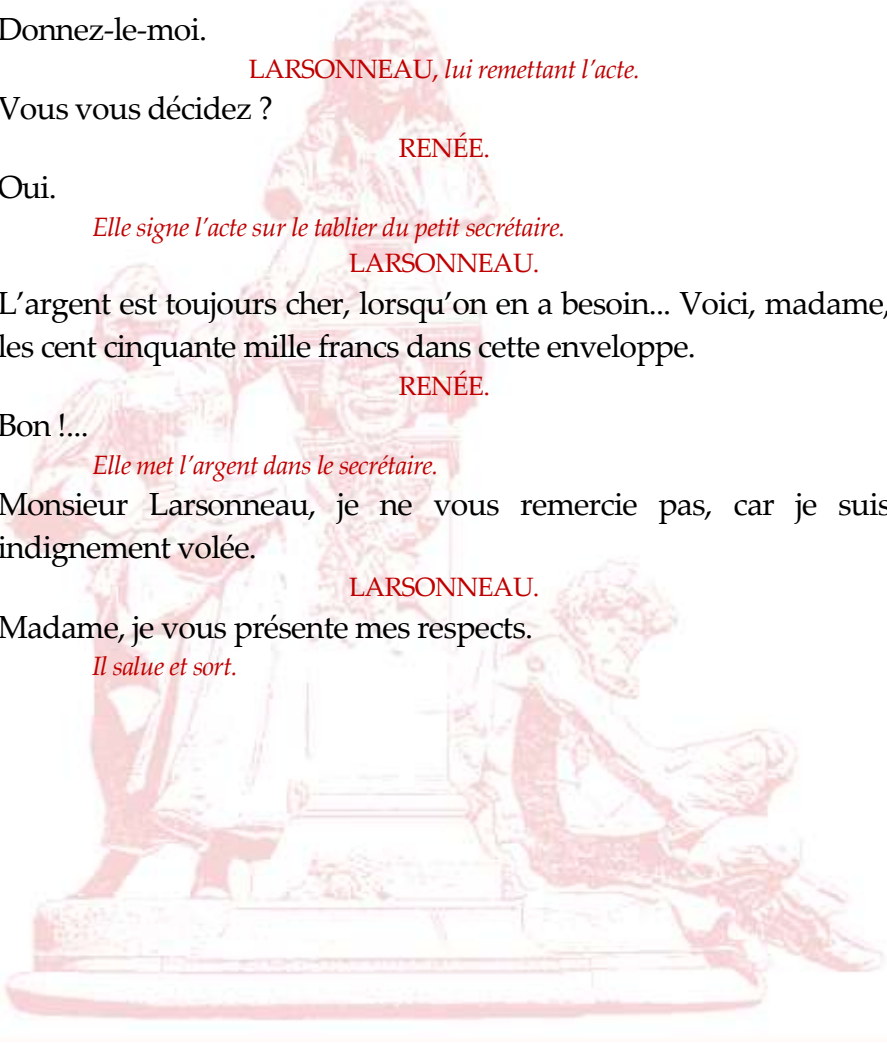 Donnez-le-moi.
LARSONNEAU, lui remettant l’acte.
Vous vous décidez ?
RENÉE.
Oui.
Elle signe l’acte sur le tablier du petit secrétaire.
LARSONNEAU.
L’argent est toujours cher, lorsqu’on en a besoin... Voici, madame,
les cent cinquante mille francs dans cette enveloppe.
RENÉE.
Bon !...
Elle met l’argent dans le secrétaire.
Monsieur Larsonneau, je ne vous remercie pas, car je suis
indignement volée.
LARSONNEAU.
Madame, je vous présente mes respects.
Il salue et sort.